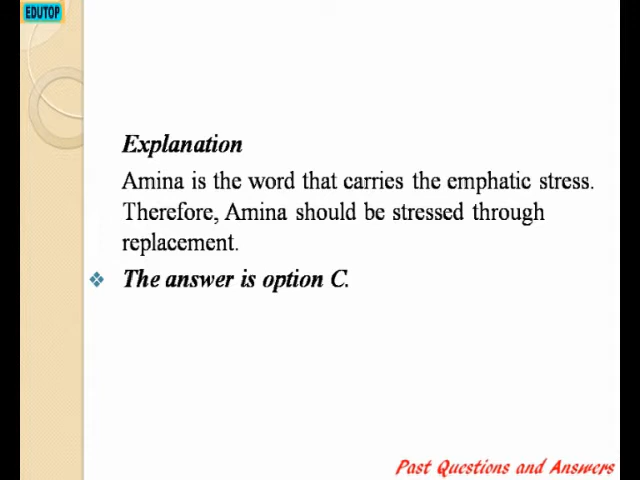 EDUTOP
Explanation
Amina is the word that carries the emphatic stress.
Therefore, Amina should be stressed through
replacement.
The answer is option C.
Past Questions and Answers